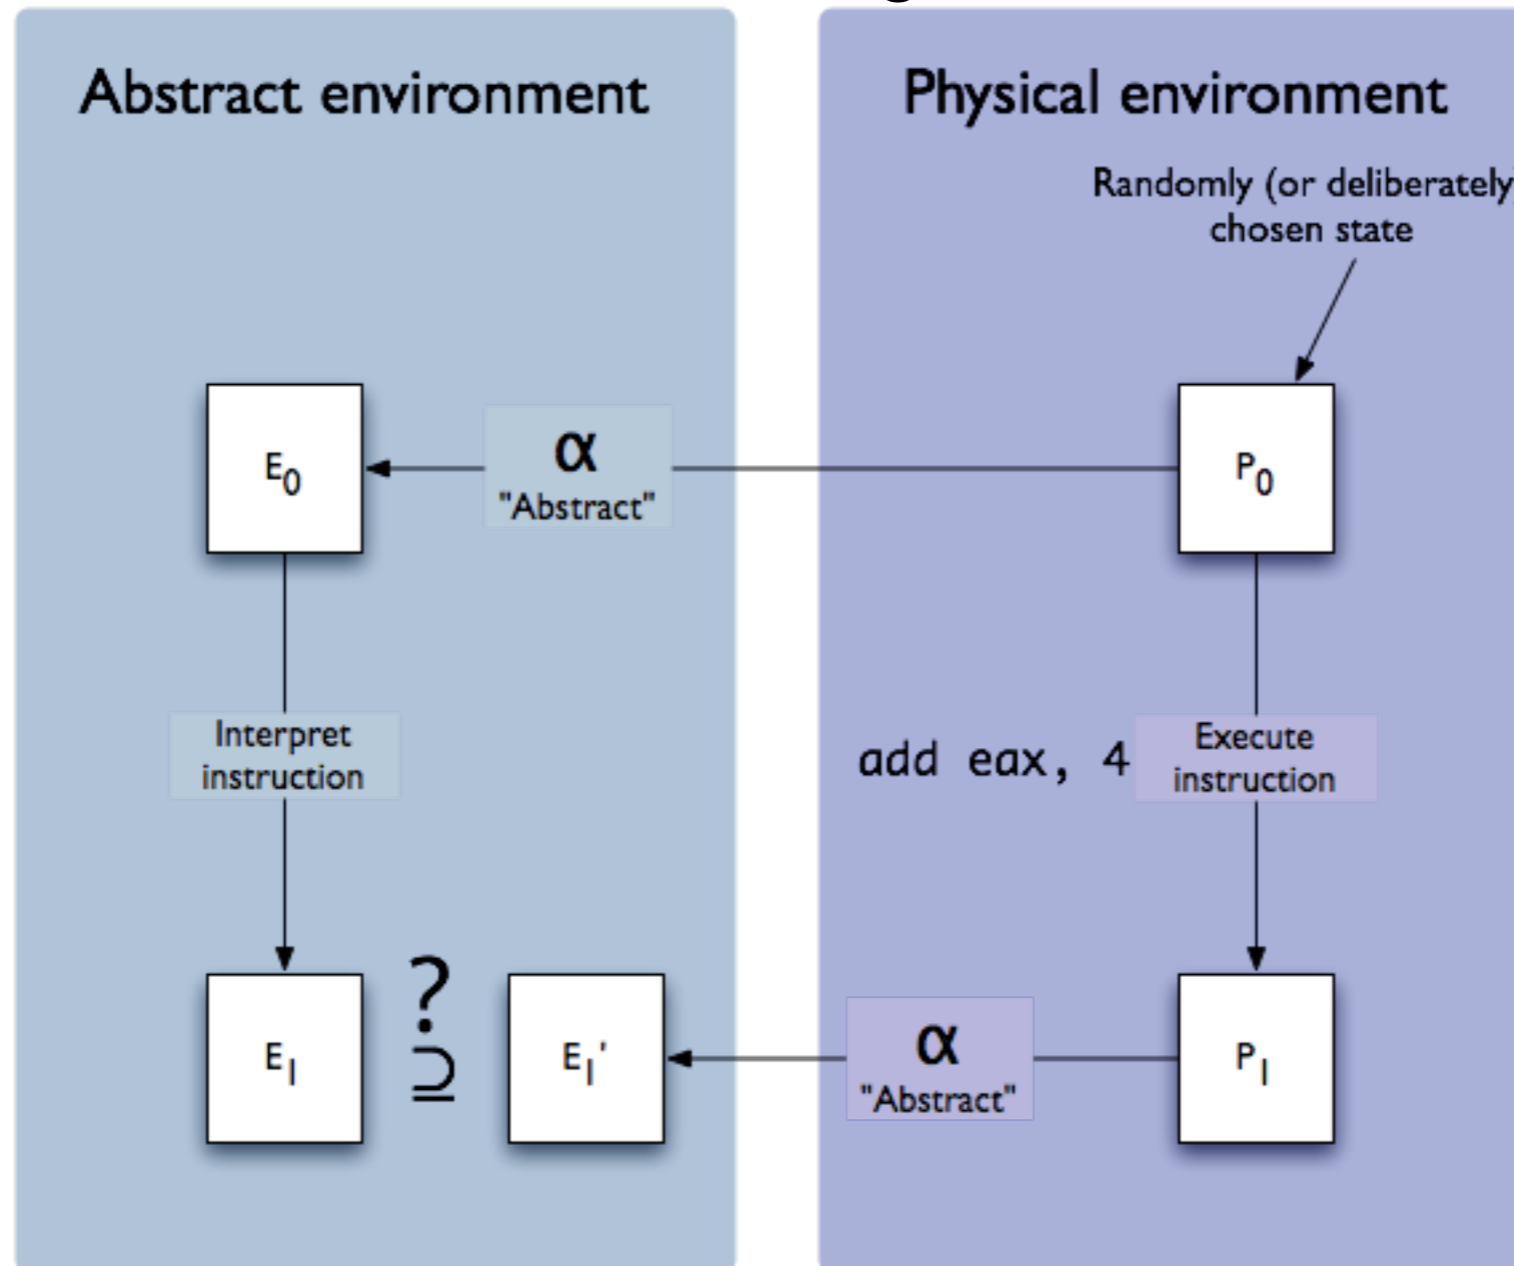 Abstract environment
Physical environment
Randomly (or deliberately)
chosen state
E0
α
"Abstract"
P0
Interpret
instruction
add eax, 4
Execute
instruction
E1
?
⊇
E1'
α
"Abstract"
P1